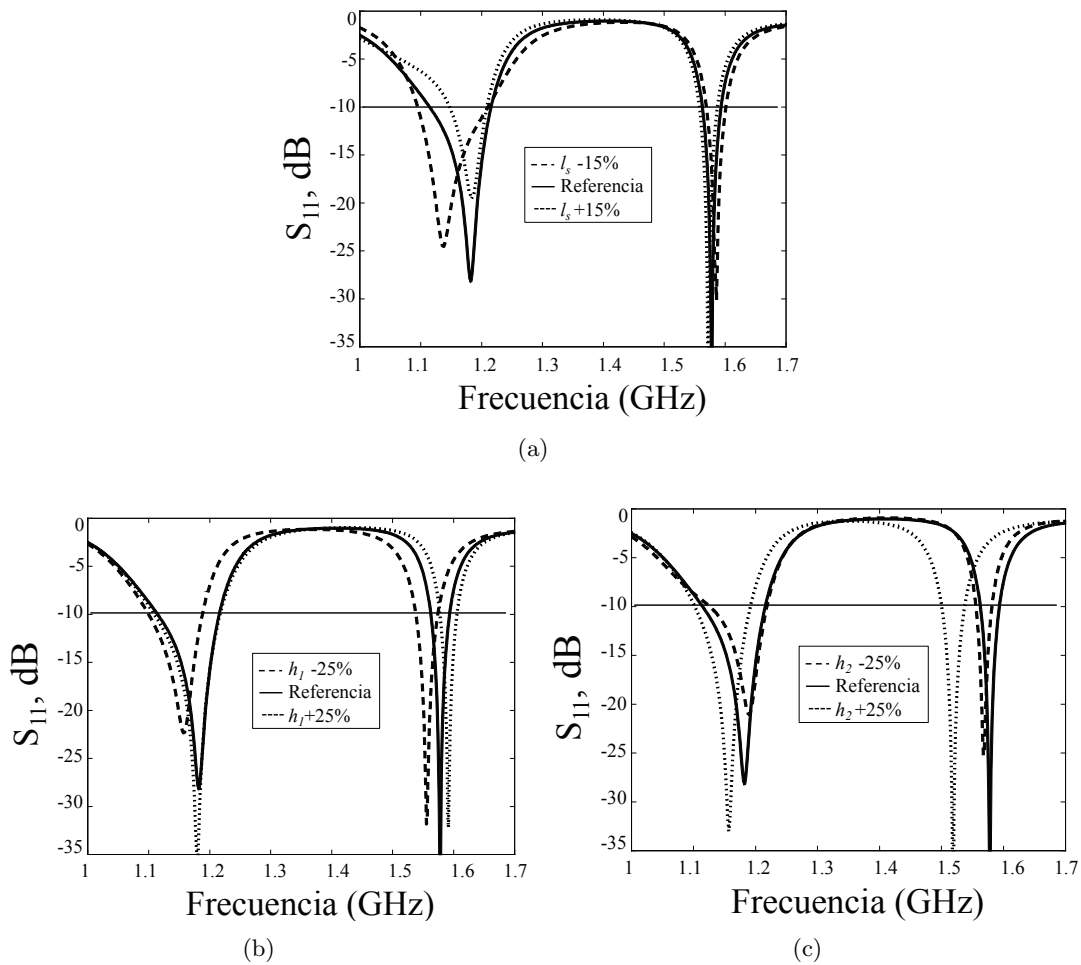 0
-5
-10
-15
-20
-25
-30
-35
S11, dB
1 1.1 1.2 1.3 1.4 1.5 1.6 1.7
Frecuencia (GHz)
ls -15%
Referencia
ls +15%
(a)
0
-5
-10
-15
-20
-25
-30
-35
S11, dB
1 1.1 1.2 1.3 1.4 1.5 1.6 1.7
Frecuencia (GHz)
h1 -25%
Referencia
h1+25%
(b)
0
-5
-10
-15
-20
-25
-30
-35
S11, dB
1 1.1 1.2 1.3 1.4 1.5 1.6 1.7
Frecuencia (GHz)
h2 -25%
Referencia
h2 +25%
(c)